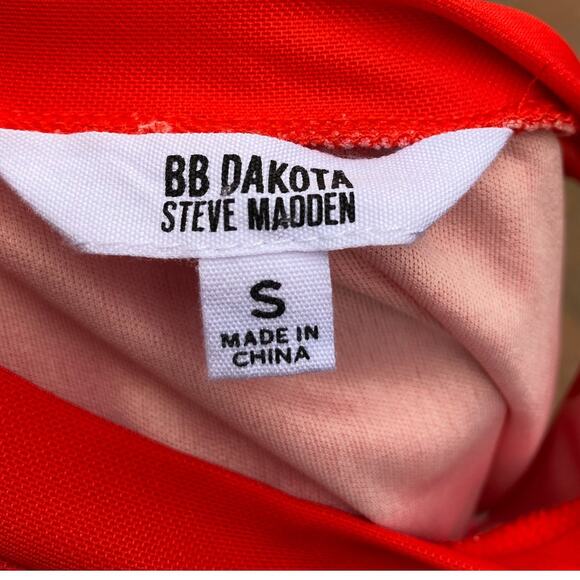 BB DAKOTA
STEVE MADDEN
S
MADE IN
CHINA